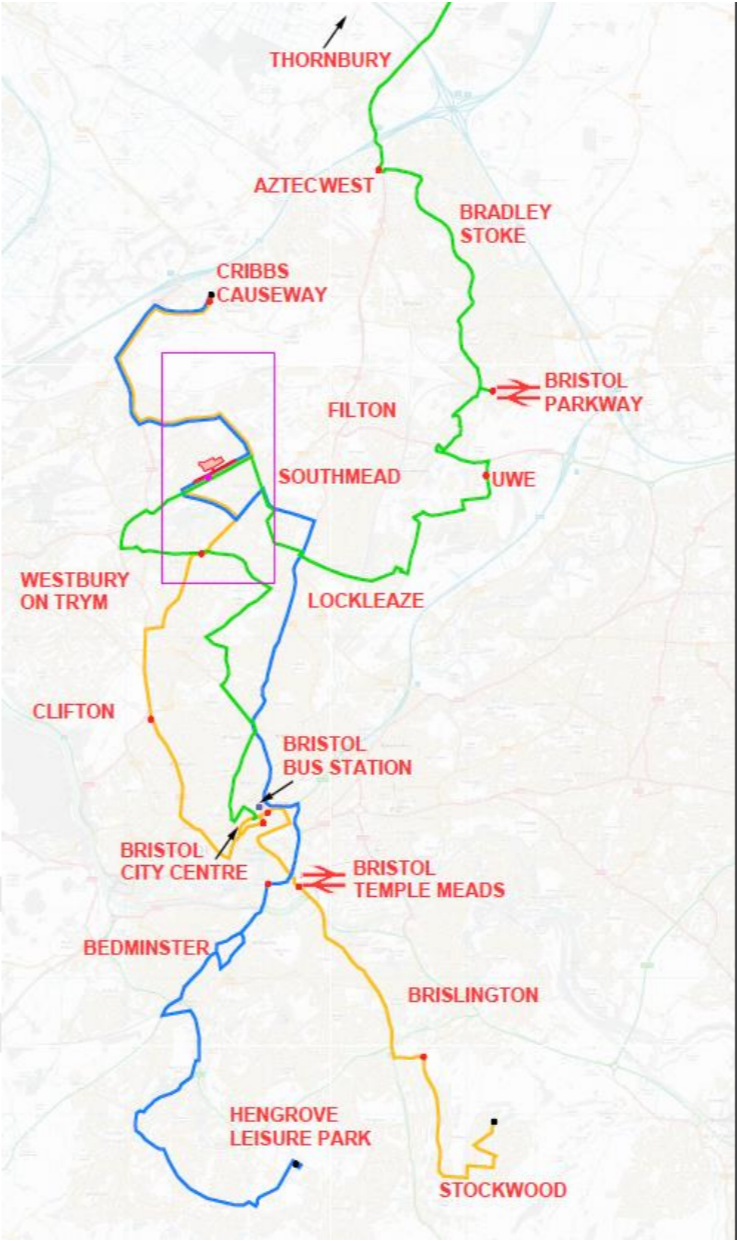 THORNBURY
AZTECWEST
BRADLEY
STOKE
CRIBBS
CAUSEWAY
BRISTOL
PARKWAY
FILTON
SOUTHMEAD
UWE
WESTBURY
ON TRYM
LOCKLEAZE
CLIFTON
BRISTOL
BUS STATION
BRISTOL
CITY CENTRE
BRISTOL
TEMPLE MEADS
BEDMINSTER
BRISLINGTON
HENGROVE
LEISURE PARK
STOCKWOOD